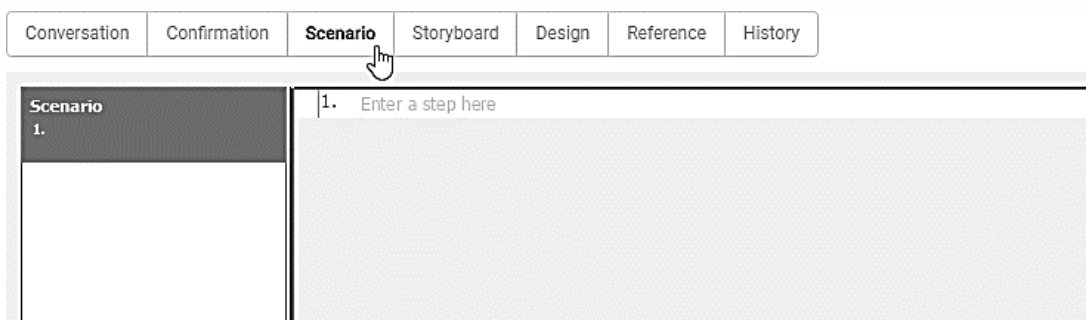 Conversation Confirmation Scenario Storyboard Design Reference History
Scenario
1.
1. Enter a step here